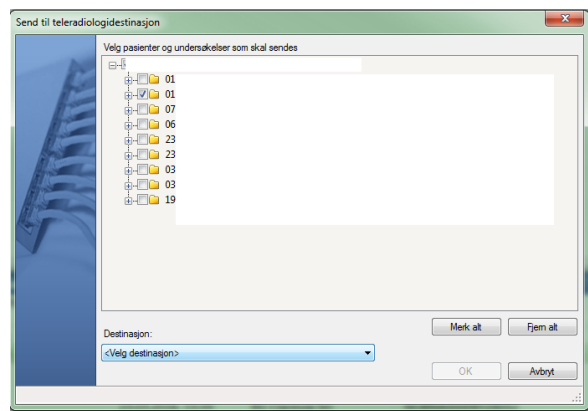 Send til teleradiologidestinasjon
Velg pasienter og undersøkelser som skal sendes
01
01
07
06
23
23
03
03
19
Merk alt
Fjern alt
Destinasjon:
<Velg destinasjon>
OK
Avbryt